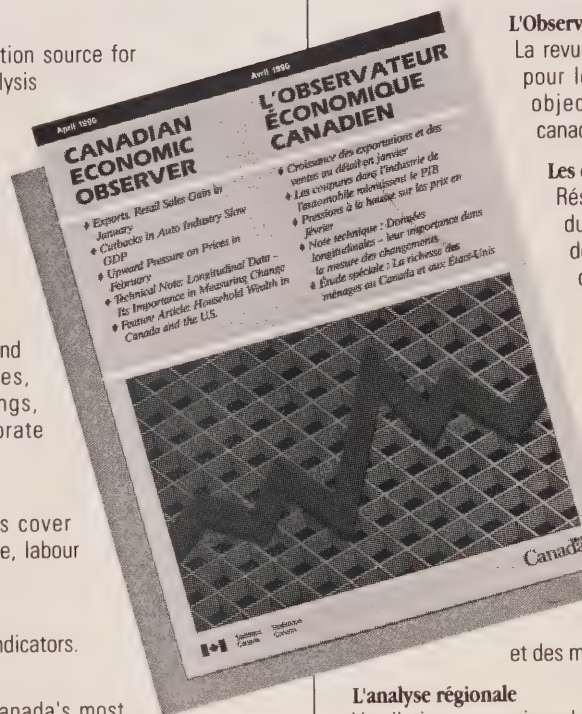 tion source for
lysis
nd
es,
ngs,
orate
s cover
e, labour
ndicators.
anada's most
April 1996
CANADIAN
ECONOMIC
OBSERVER
♦ Exports, Retail Sales Gain in
January
♦ Cutbacks in Auto Industry Slow
GDP
♦ Upward Pressure on Prices in
February
♦ Technical Note: Longitudinal Data -
Its Importance in Measuring Change
♦ Feature Article: Household Wealth in
Canada and the U.S.
Avril 1996
L'OBSERVATEUR
ÉCONOMIQUE
CANADIEN
♦ Croissance des exportations et des
ventes au détail en janvier
♦ Les coupures dans l'industrie de
l'automobile ralentissent le PIB
♦ Pressions à la hausse sur les prix en
février
♦ Note technique : Données
longitudinales - leur importance dans
la mesure des changements
♦ Étude spéciale : La richesse des
ménages au Canada et aux États-Unis
Statistics Canada
Statistique Canada
Canada
L'Observ
La revu
pour l
objec
canac
Les
Rés
du
d
et des m
L'analyse régionale